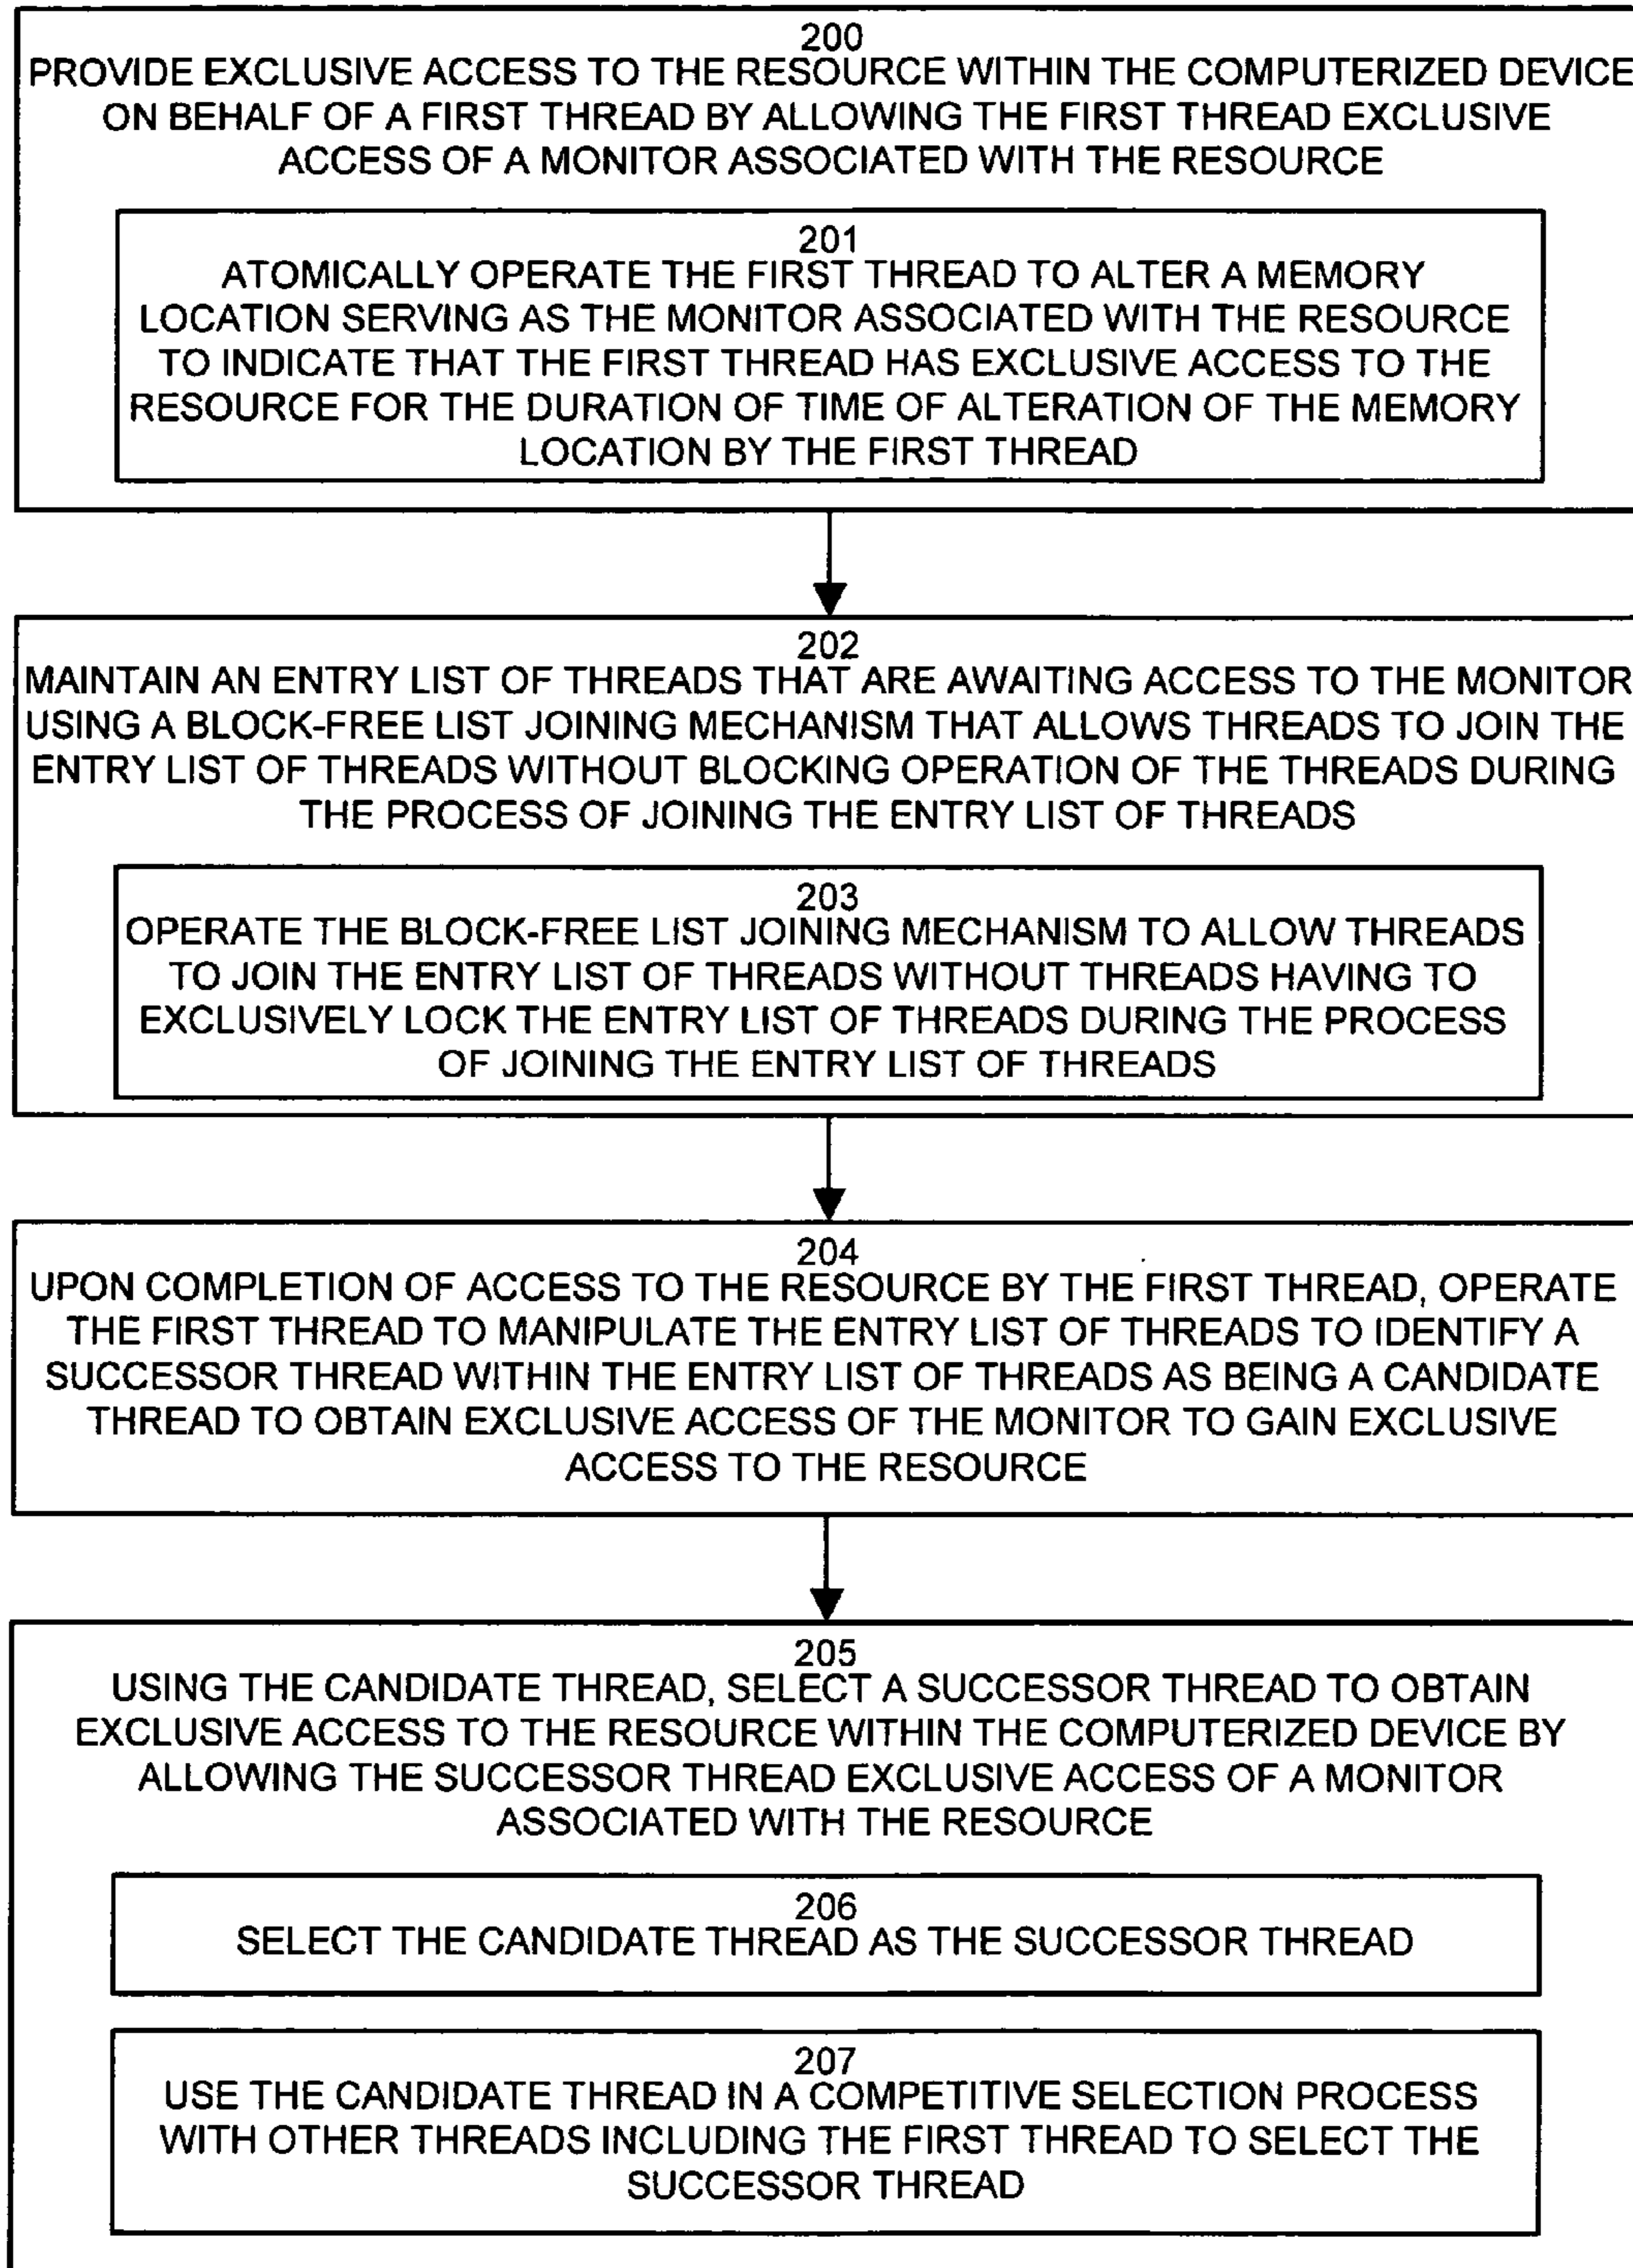 200
PROVIDE EXCLUSIVE ACCESS TO THE RESOURCE WITHIN THE COMPUTERIZED DEVICE
ON BEHALF OF A FIRST THREAD BY ALLOWING THE FIRST THREAD EXCLUSIVE
ACCESS OF A MONITOR ASSOCIATED WITH THE RESOURCE
201
ATOMICALLY OPERATE THE FIRST THREAD TO ALTER A MEMORY
LOCATION SERVING AS THE MONITOR ASSOCIATED WITH THE RESOURCE
TO INDICATE THAT THE FIRST THREAD HAS EXCLUSIVE ACCESS TO THE
RESOURCE FOR THE DURATION OF TIME OF ALTERATION OF THE MEMORY
LOCATION BY THE FIRST THREAD
202
MAINTAIN AN ENTRY LIST OF THREADS THAT ARE AWAITING ACCESS TO THE MONITOR
USING A BLOCK-FREE LIST JOINING MECHANISM THAT ALLOWS THREADS TO JOIN THE
ENTRY LIST OF THREADS WITHOUT BLOCKING OPERATION OF THE THREADS DURING
THE PROCESS OF JOINING THE ENTRY LIST OF THREADS
203
OPERATE THE BLOCK-FREE LIST JOINING MECHANISM TO ALLOW THREADS
TO JOIN THE ENTRY LIST OF THREADS WITHOUT THREADS HAVING TO
EXCLUSIVELY LOCK THE ENTRY LIST OF THREADS DURING THE PROCESS
OF JOINING THE ENTRY LIST OF THREADS
204
UPON COMPLETION OF ACCESS TO THE RESOURCE BY THE FIRST THREAD, OPERATE
THE FIRST THREAD TO MANIPULATE THE ENTRY LIST OF THREADS TO IDENTIFY A
SUCCESSOR THREAD WITHIN THE ENTRY LIST OF THREADS AS BEING A CANDIDATE
THREAD TO OBTAIN EXCLUSIVE ACCESS OF THE MONITOR TO GAIN EXCLUSIVE
ACCESS TO THE RESOURCE
205
USING THE CANDIDATE THREAD, SELECT A SUCCESSOR THREAD TO OBTAIN
EXCLUSIVE ACCESS TO THE RESOURCE WITHIN THE COMPUTERIZED DEVICE BY
ALLOWING THE SUCCESSOR THREAD EXCLUSIVE ACCESS OF A MONITOR
ASSOCIATED WITH THE RESOURCE
206
SELECT THE CANDIDATE THREAD AS THE SUCCESSOR THREAD
207
USE THE CANDIDATE THREAD IN A COMPETITIVE SELECTION PROCESS
WITH OTHER THREADS INCLUDING THE FIRST THREAD TO SELECT THE
SUCCESSOR THREAD